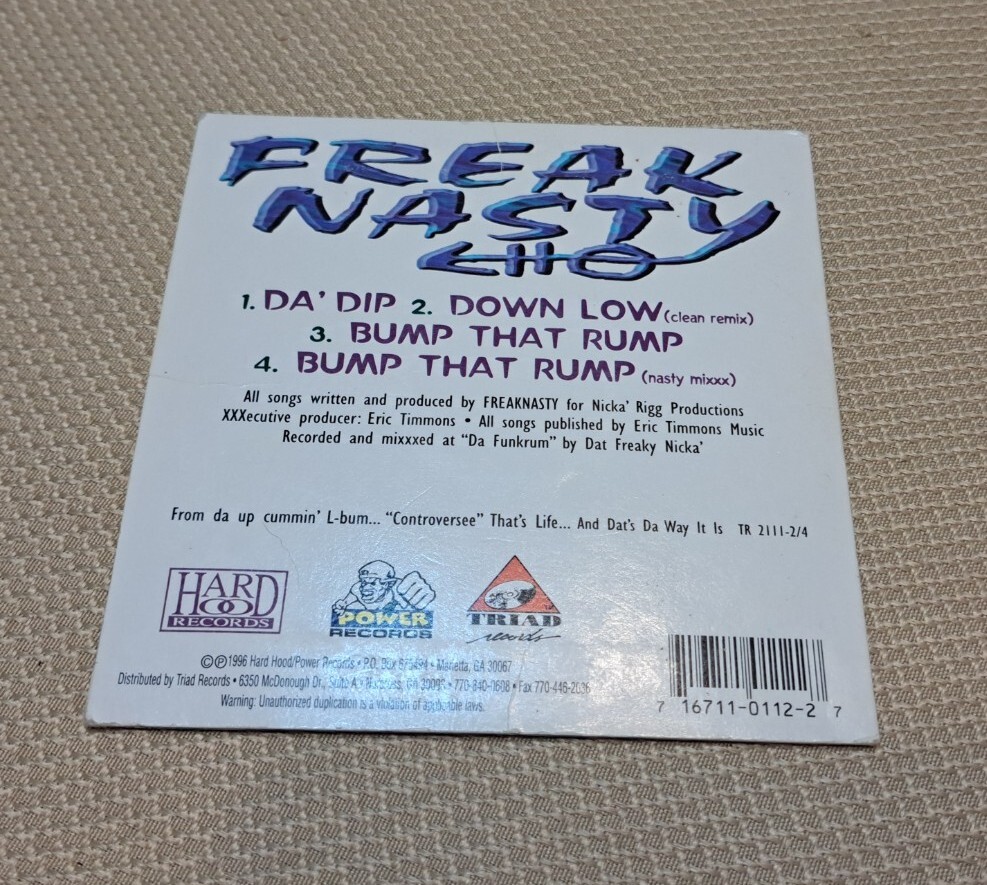 FREAK
NASTY
1. DA' DIP 2. DOWN LOW (clean remix)
3. BUMP THAT RUMP
4. BUMP THAT RUMP (nasty mixxx)
All songs written and produced by FREAKNASTY for Nicka' Rigg Productions
XXXecutive producer: Eric Timmons • All songs published by Eric Timmons Music
Recorded and mixxxed at "Da Funkrum" by Dat Freaky Nicka'
From da up cummin' L-bum... "Controversee" That's Life... And Dat's Da Way It Is TR 2111-2/4
HARD
HOOD
RECORDS
POWER
RECORDS
TRIAD
records
©℗1996 Hard Hood/Power Records • P.O. Box • Marietta, GA 30067
Distributed by Triad Records • 6350 McDonough Dr., Suite A • Norcross, GA • 770-840-0608 • Fax 770-446-2036
Warning: Unauthorized duplication is a violation of applicable laws.
7 16711-0112-2 7